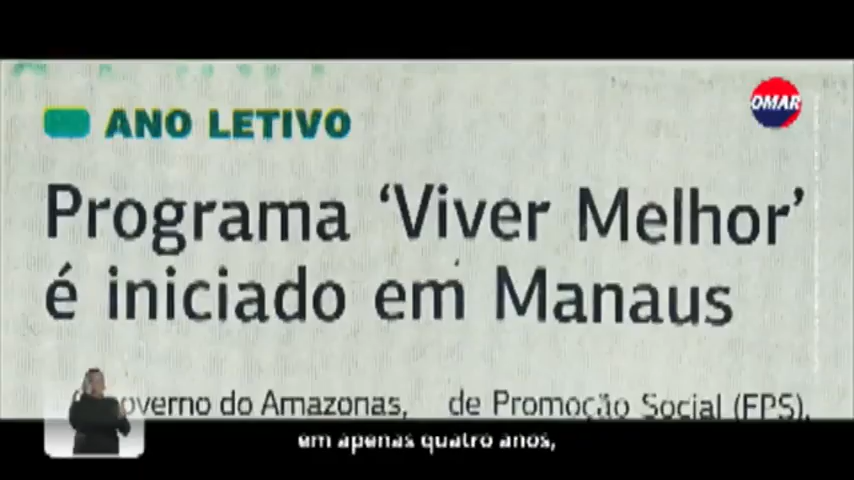 OMAR
ANO LETIVO
Programa ‘Viver Melhor’
é iniciado em Manaus
overno do Amazonas, de Promoção Social (FPS),
em apenas quatro anos,